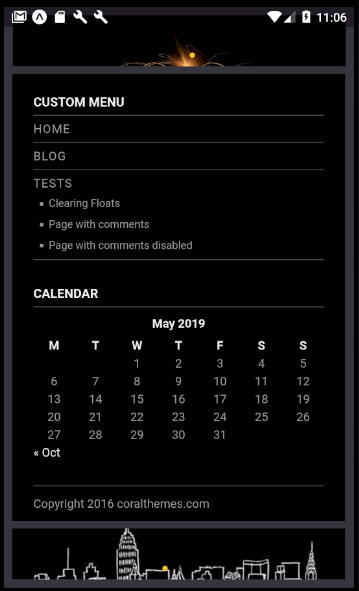 11:06
CUSTOM MENU
HOME
BLOG
TESTS
Clearing Floats
Page with comments
Page with comments disabled
CALENDAR
May 2019
M T W T F S S
1 2 3 4 5
6 7 8 9 10 11 12
13 14 15 16 17 18 19
20 21 22 23 24 25 26
27 28 29 30 31
« Oct
Copyright 2016 coralthemes.com